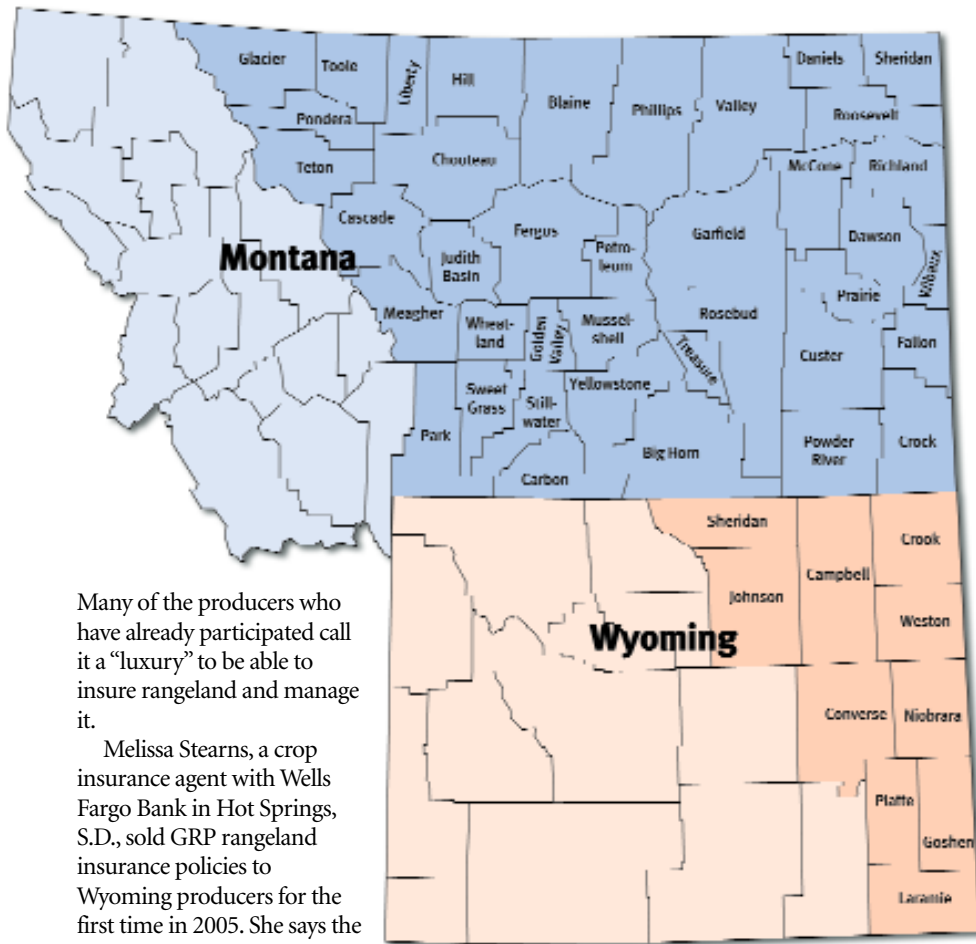 Glacier
Toole
Liberty
Hill
Blaine
Phillips
Valley
Daniels
Sheridan
Pondera
Roosevelt
Teton
Chouteau
McCone
Richland
Cascade
Fergus
Garfield
Dawson
Montana
Judith
Basin
Petro-
leum
Wibaux
Prairie
Meagher
Wheat-
land
Golden
Valley
Mussel-
shell
Rosebud
Treasure
Custer
Fallon
Sweet
Grass
Still-
water
Yellowstone
Park
Big Horn
Powder
River
Crock
Carbon
Sheridan
Campbell
Crook
Johnson
Weston
Wyoming
Converse
Niobrara
Platte
Goshen
Laramie
Many of the producers who
have already participated call
it a “luxury” to be able to
insure rangeland and manage
it.
Melissa Stearns, a crop
insurance agent with Wells
Fargo Bank in Hot Springs,
S.D., sold GRP rangeland
insurance policies to
Wyoming producers for the
first time in 2005. She says the